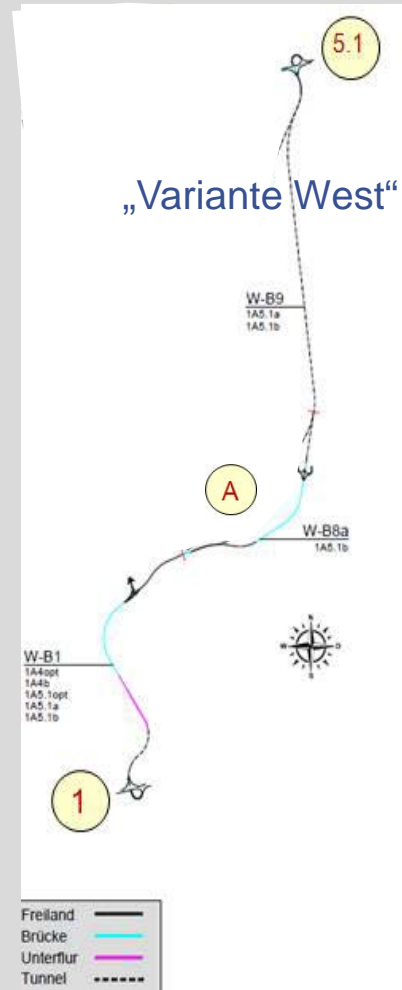 5.1
„Variante West“
W-B9
1A5.1a
1A5.1b
A
W-B8a
1A5.1b
N
W
O
S
W-B1
1A4opt
1A4b
1A5.1opt
1A5.1a
1A5.1b
1
Freiland
Brücke
Unterflur
Tunnel